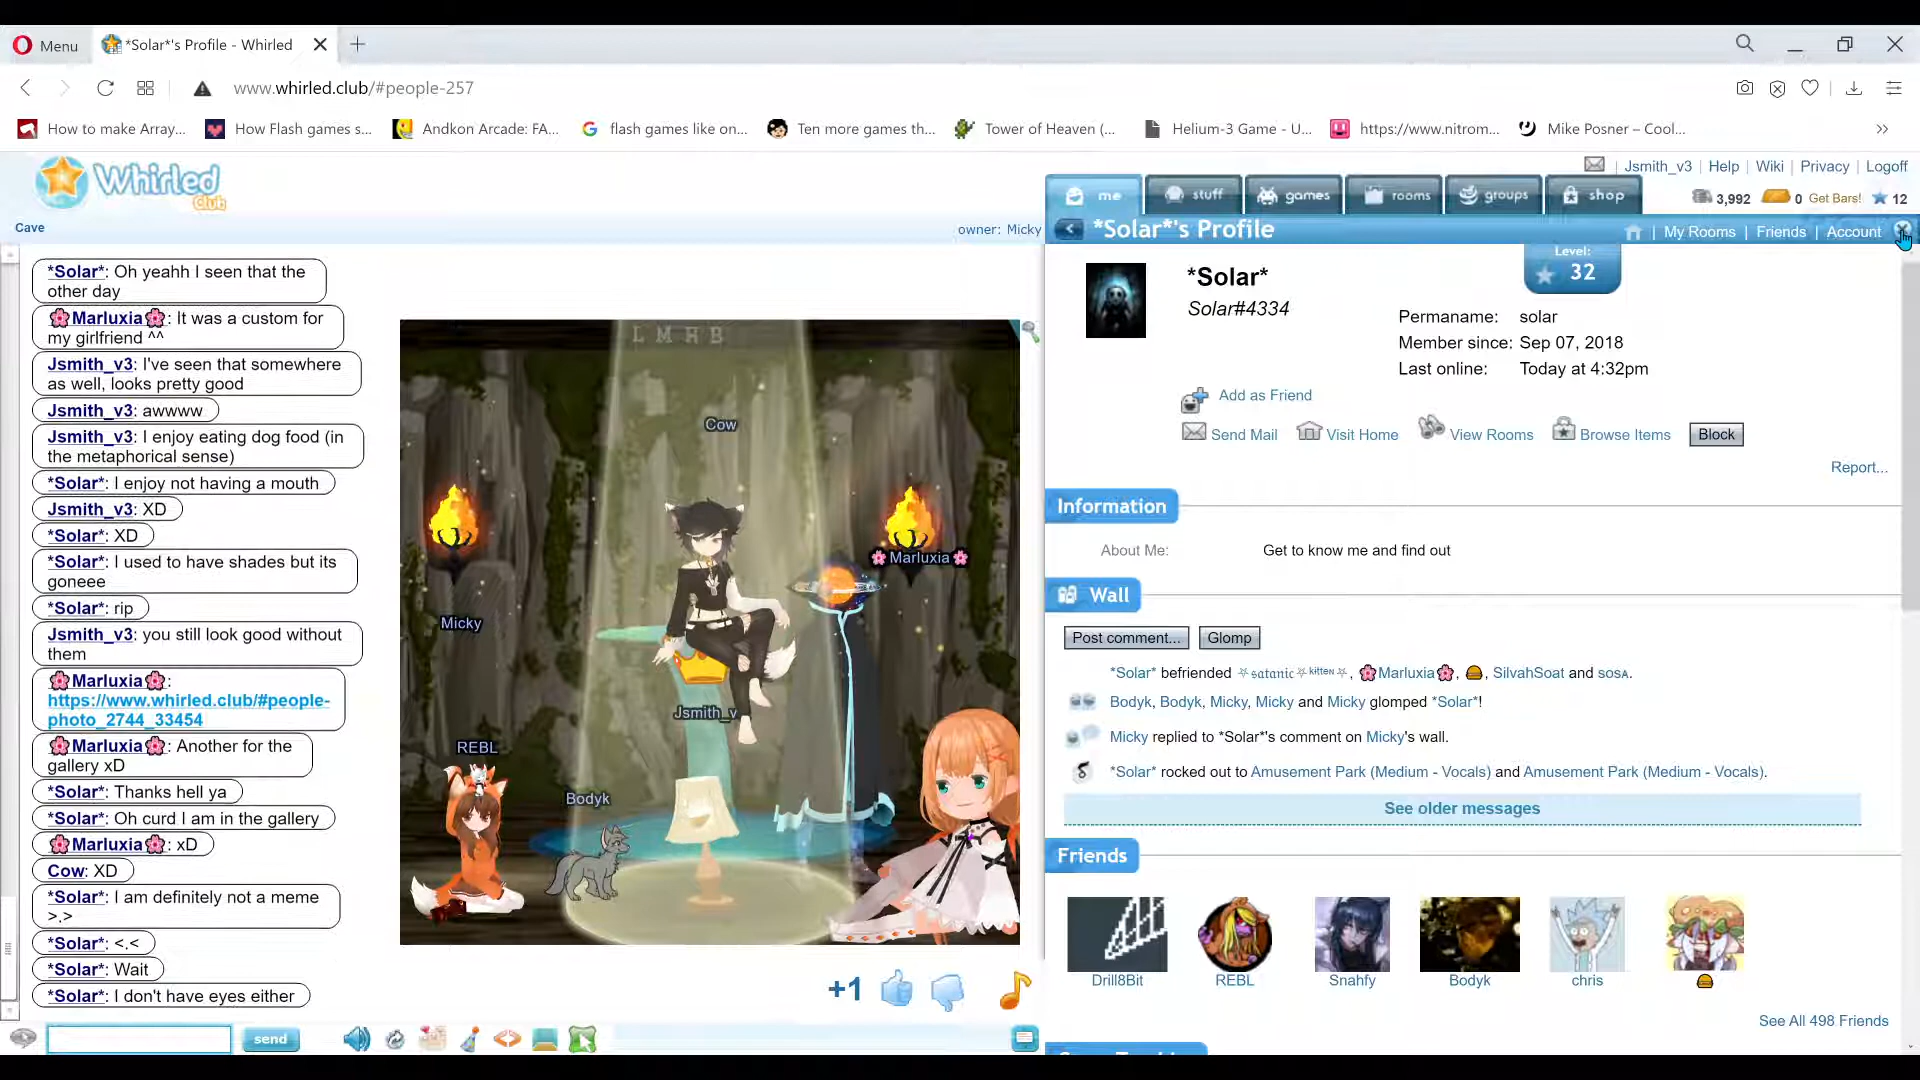 Menu
*Solar*'s Profile - Whirled
www.whirled.club/#people-257
How to make Array...
How Flash games s...
Andkon Arcade: FA...
flash games like on...
Ten more games th...
Tower of Heaven (...
Helium-3 Game - U...
https://www.nitrom...
Mike Posner – Cool...
Whirled
Club
Jsmith_v3 | Help | Wiki | Privacy | Logoff
me
stuff
games
rooms
groups
shop
3,992
0
Get Bars!
12
Cave
owner: Micky
*Solar*'s Profile
My Rooms | Friends | Account
*Solar*: Oh yeahh I seen that the
other day
🌸Marluxia🌸: It was a custom for
my girlfriend ^^
Jsmith_v3: I've seen that somewhere
as well, looks pretty good
Jsmith_v3: awwww
Jsmith_v3: I enjoy eating dog food (in
the metaphorical sense)
*Solar*: I enjoy not having a mouth
Jsmith_v3: XD
*Solar*: XD
*Solar*: I used to have shades but its
goneee
*Solar*: rip
Jsmith_v3: you still look good without
them
🌸Marluxia🌸:
https://www.whirled.club/#people-
photo_2744_33454
🌸Marluxia🌸: Another for the
gallery xD
*Solar*: Thanks hell ya
*Solar*: Oh curd I am in the gallery
🌸Marluxia🌸: xD
Cow: XD
*Solar*: I am definitely not a meme
>.>
*Solar*: <.<
*Solar*: Wait
*Solar*: I don't have eyes either
send
L M R B
Cow
🌸Marluxia🌸
Micky
Jsmith_v
REBL
Bodyk
+1
Level:
32
*Solar*
Solar#4334
Permaname: solar
Member since: Sep 07, 2018
Last online: Today at 4:32pm
Add as Friend
Send Mail
Visit Home
View Rooms
Browse Items
Block
Report...
Information
About Me: Get to know me and find out
Wall
Post comment...
Glomp
*Solar* befriended ⛧satanic⛧ᵏⁱᵗᵗᵉᶰ⛧, 🌸Marluxia🌸, 🍔, SilvahSoat and sosᴀ.
Bodyk, Bodyk, Micky, Micky and Micky glomped *Solar*!
Micky replied to *Solar*'s comment on Micky's wall.
*Solar* rocked out to Amusement Park (Medium - Vocals) and Amusement Park (Medium - Vocals).
See older messages
Friends
Drill8Bit
REBL
Snahfy
Bodyk
chris
🍔
See All 498 Friends